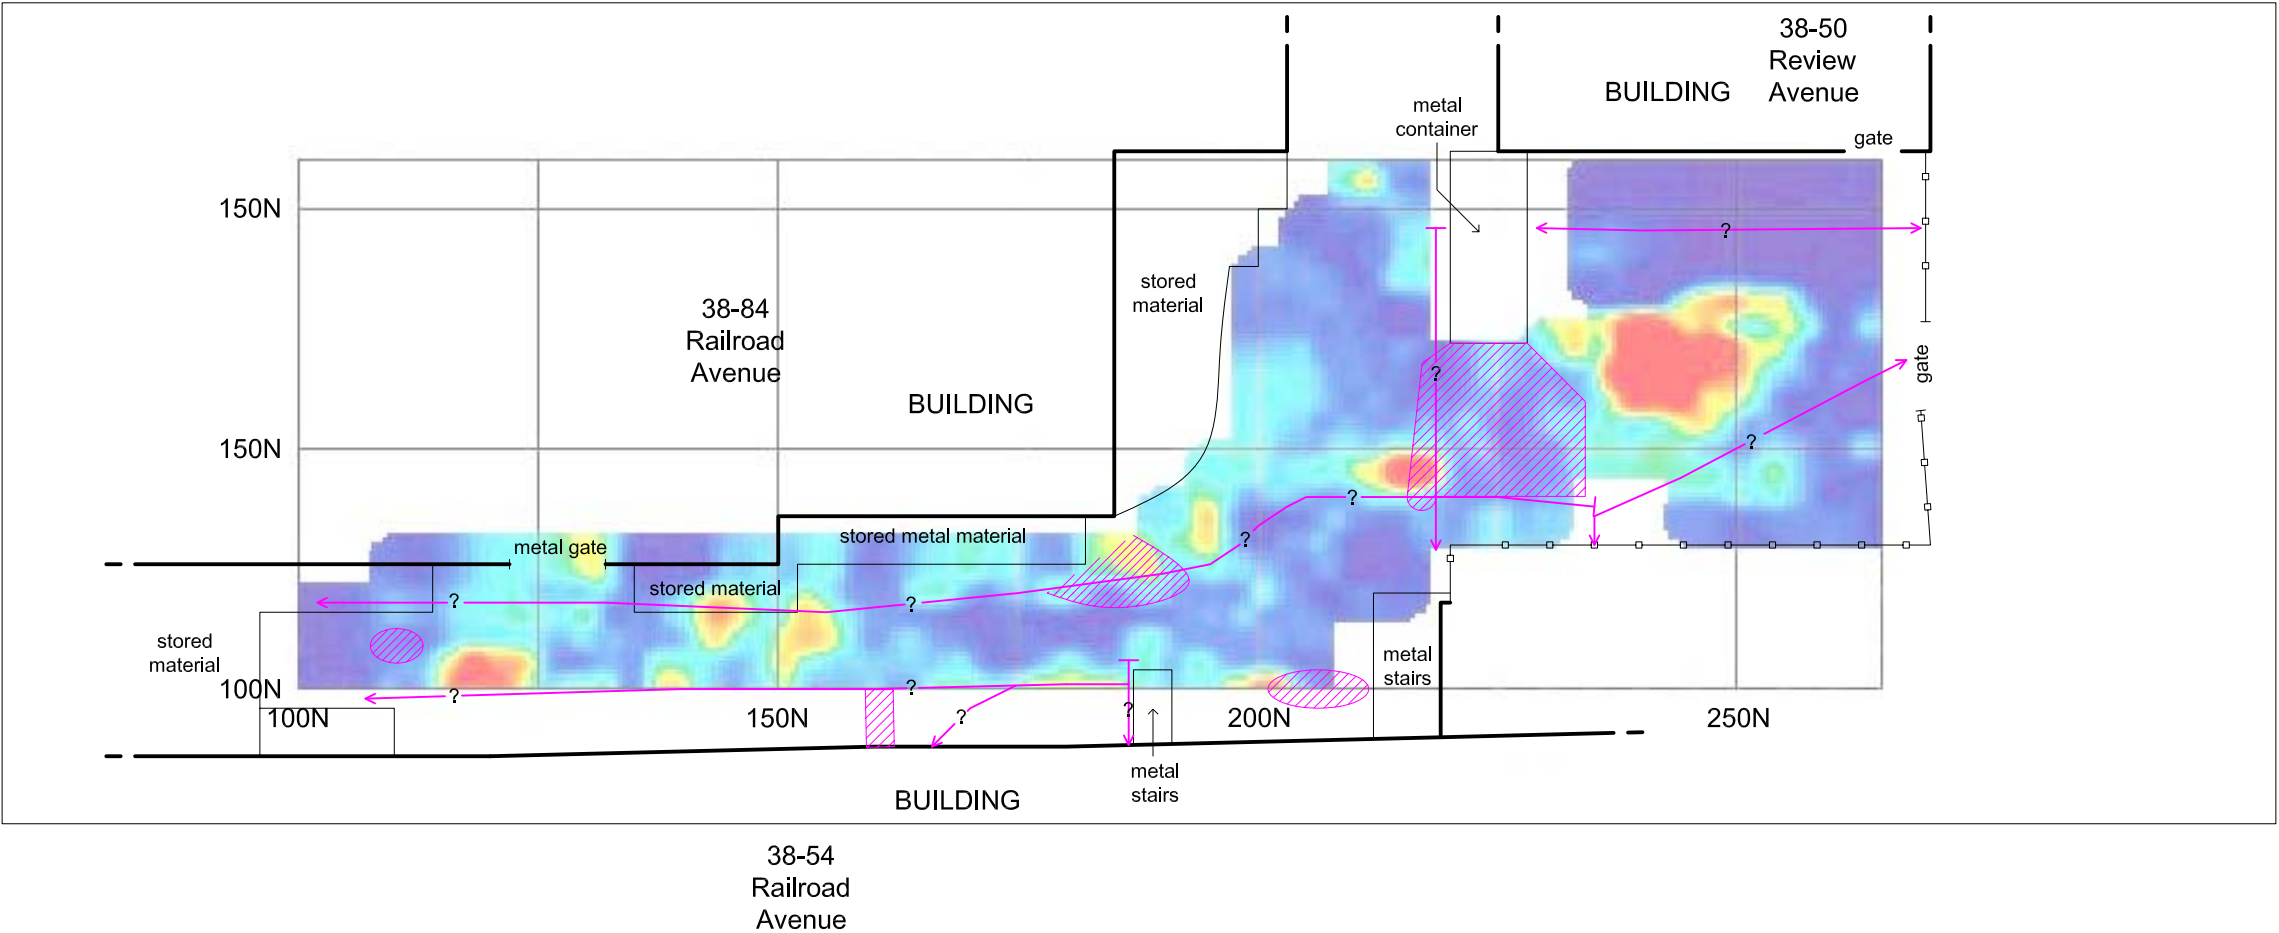 38-50
Review
Avenue
BUILDING
metal
container
gate
150N
?
stored
material
38-84
Railroad
Avenue
gate
?
BUILDING
150N
?
?
stored metal material
?
metal gate
stored material
?
?
stored
material
metal
stairs
100N
?
?
?
?
100N
150N
200N
250N
metal
stairs
BUILDING
38-54
Railroad
Avenue